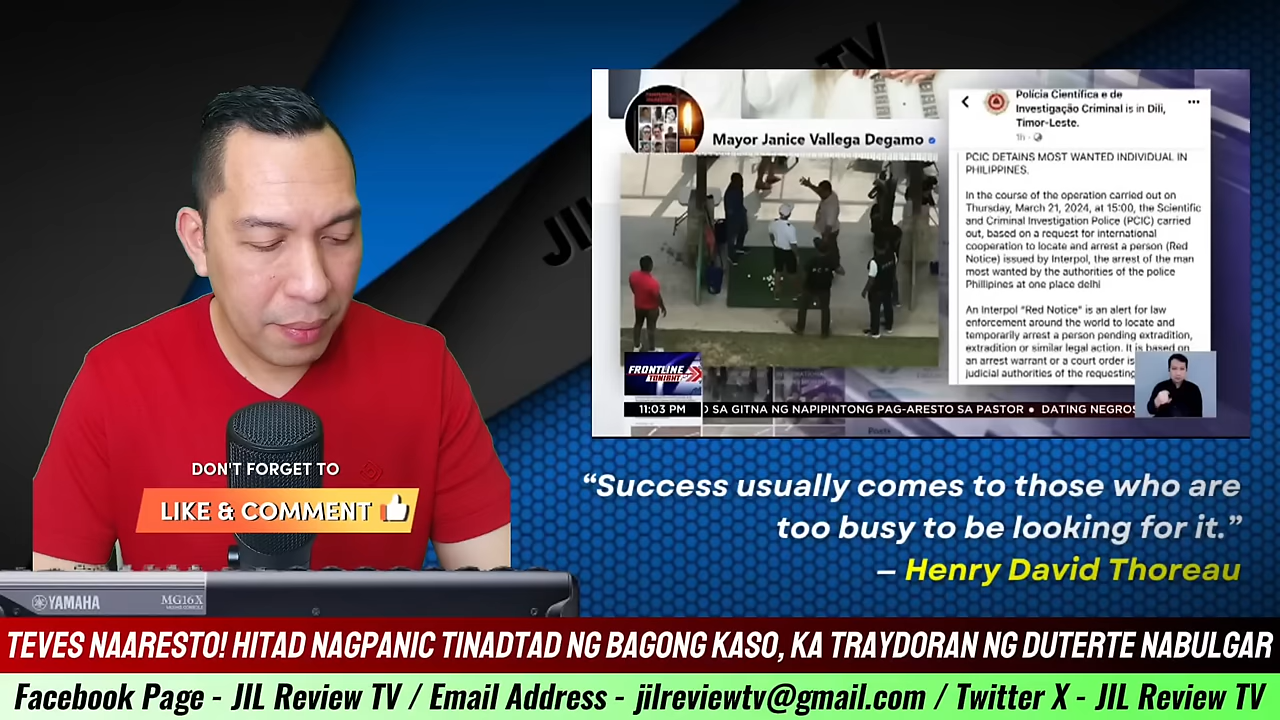 JIL
TV
Mayor Janice Vallega Degamo
Polícia Científica e de
Investigação Criminal is in Dili,
Timor-Leste.
1h
PCIC DETAINS MOST WANTED INDIVIDUAL IN
PHILIPPINES.
In the course of the operation carried out on
Thursday, March 21, 2024, at 15:00, the Scientific
and Criminal Investigation Police (PCIC) carried
out, based on a request for international
cooperation to locate and arrest a person (Red
Notice) issued by Interpol, the arrest of the man
most wanted by the authorities of the police
Phillipines at one place delhi
An Interpol "Red Notice" is an alert for law
enforcement around the world to locate and
temporarily arrest a person pending extradition,
extradition or similar legal action. It is based on
an arrest warrant or a court order is
judicial authorities of the requesting
FRONTLINE
TONIGHT
11:03 PM
O SA GITNA NG NAPIPINTONG PAG-ARESTO SA PASTOR • DATING NEGROS
Posts
“Success usually comes to those who are
too busy to be looking for it.”
– Henry David Thoreau
DON'T FORGET TO
LIKE & COMMENT
YAMAHA
MG16X
TEVES NAARESTO! HITAD NAGPANIC TINADTAD NG BAGONG KASO, KA TRAYDORAN NG DUTERTE NABULGAR
Facebook Page - JIL Review TV / Email Address - jilreviewtv@gmail.com / Twitter X - JIL Review TV